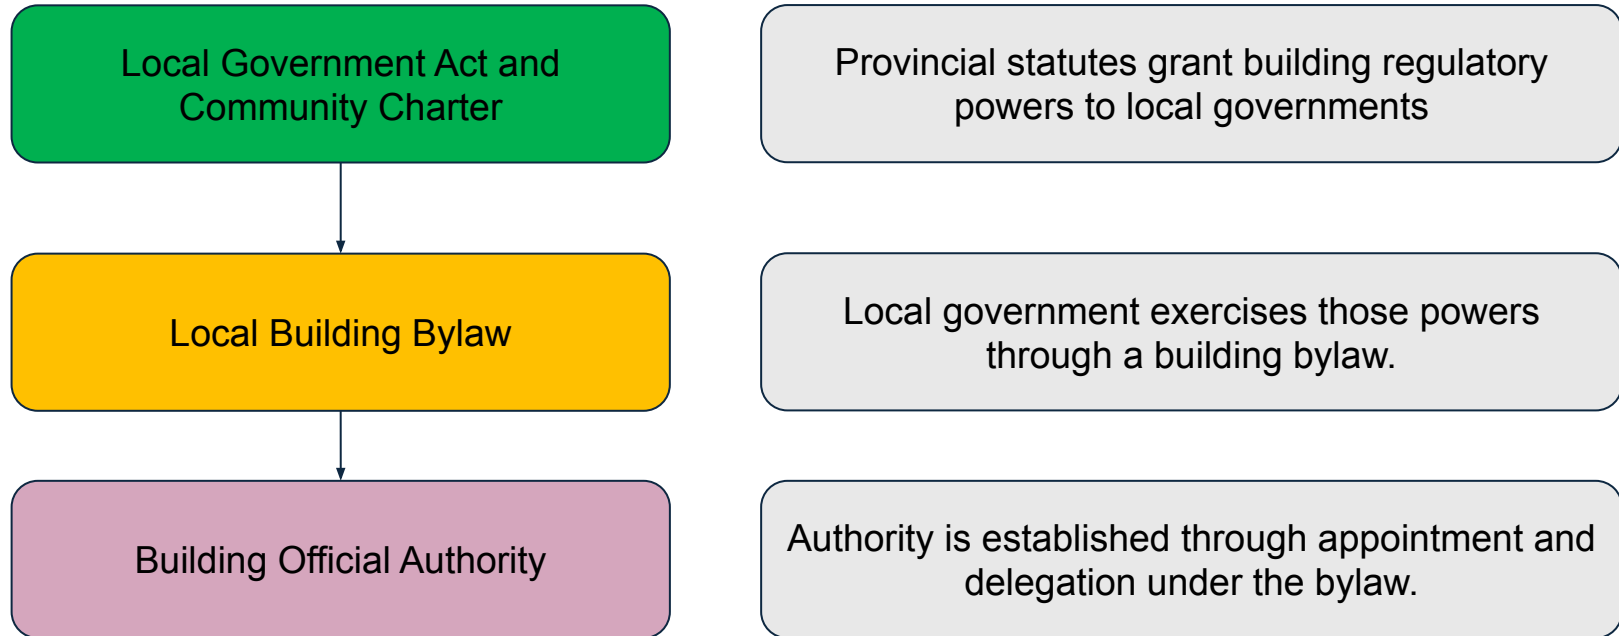 Local Government Act and
Community Charter
Provincial statutes grant building regulatory
powers to local governments
Local Building Bylaw
Local government exercises those powers
through a building bylaw.
Building Official Authority
Authority is established through appointment and
delegation under the bylaw.